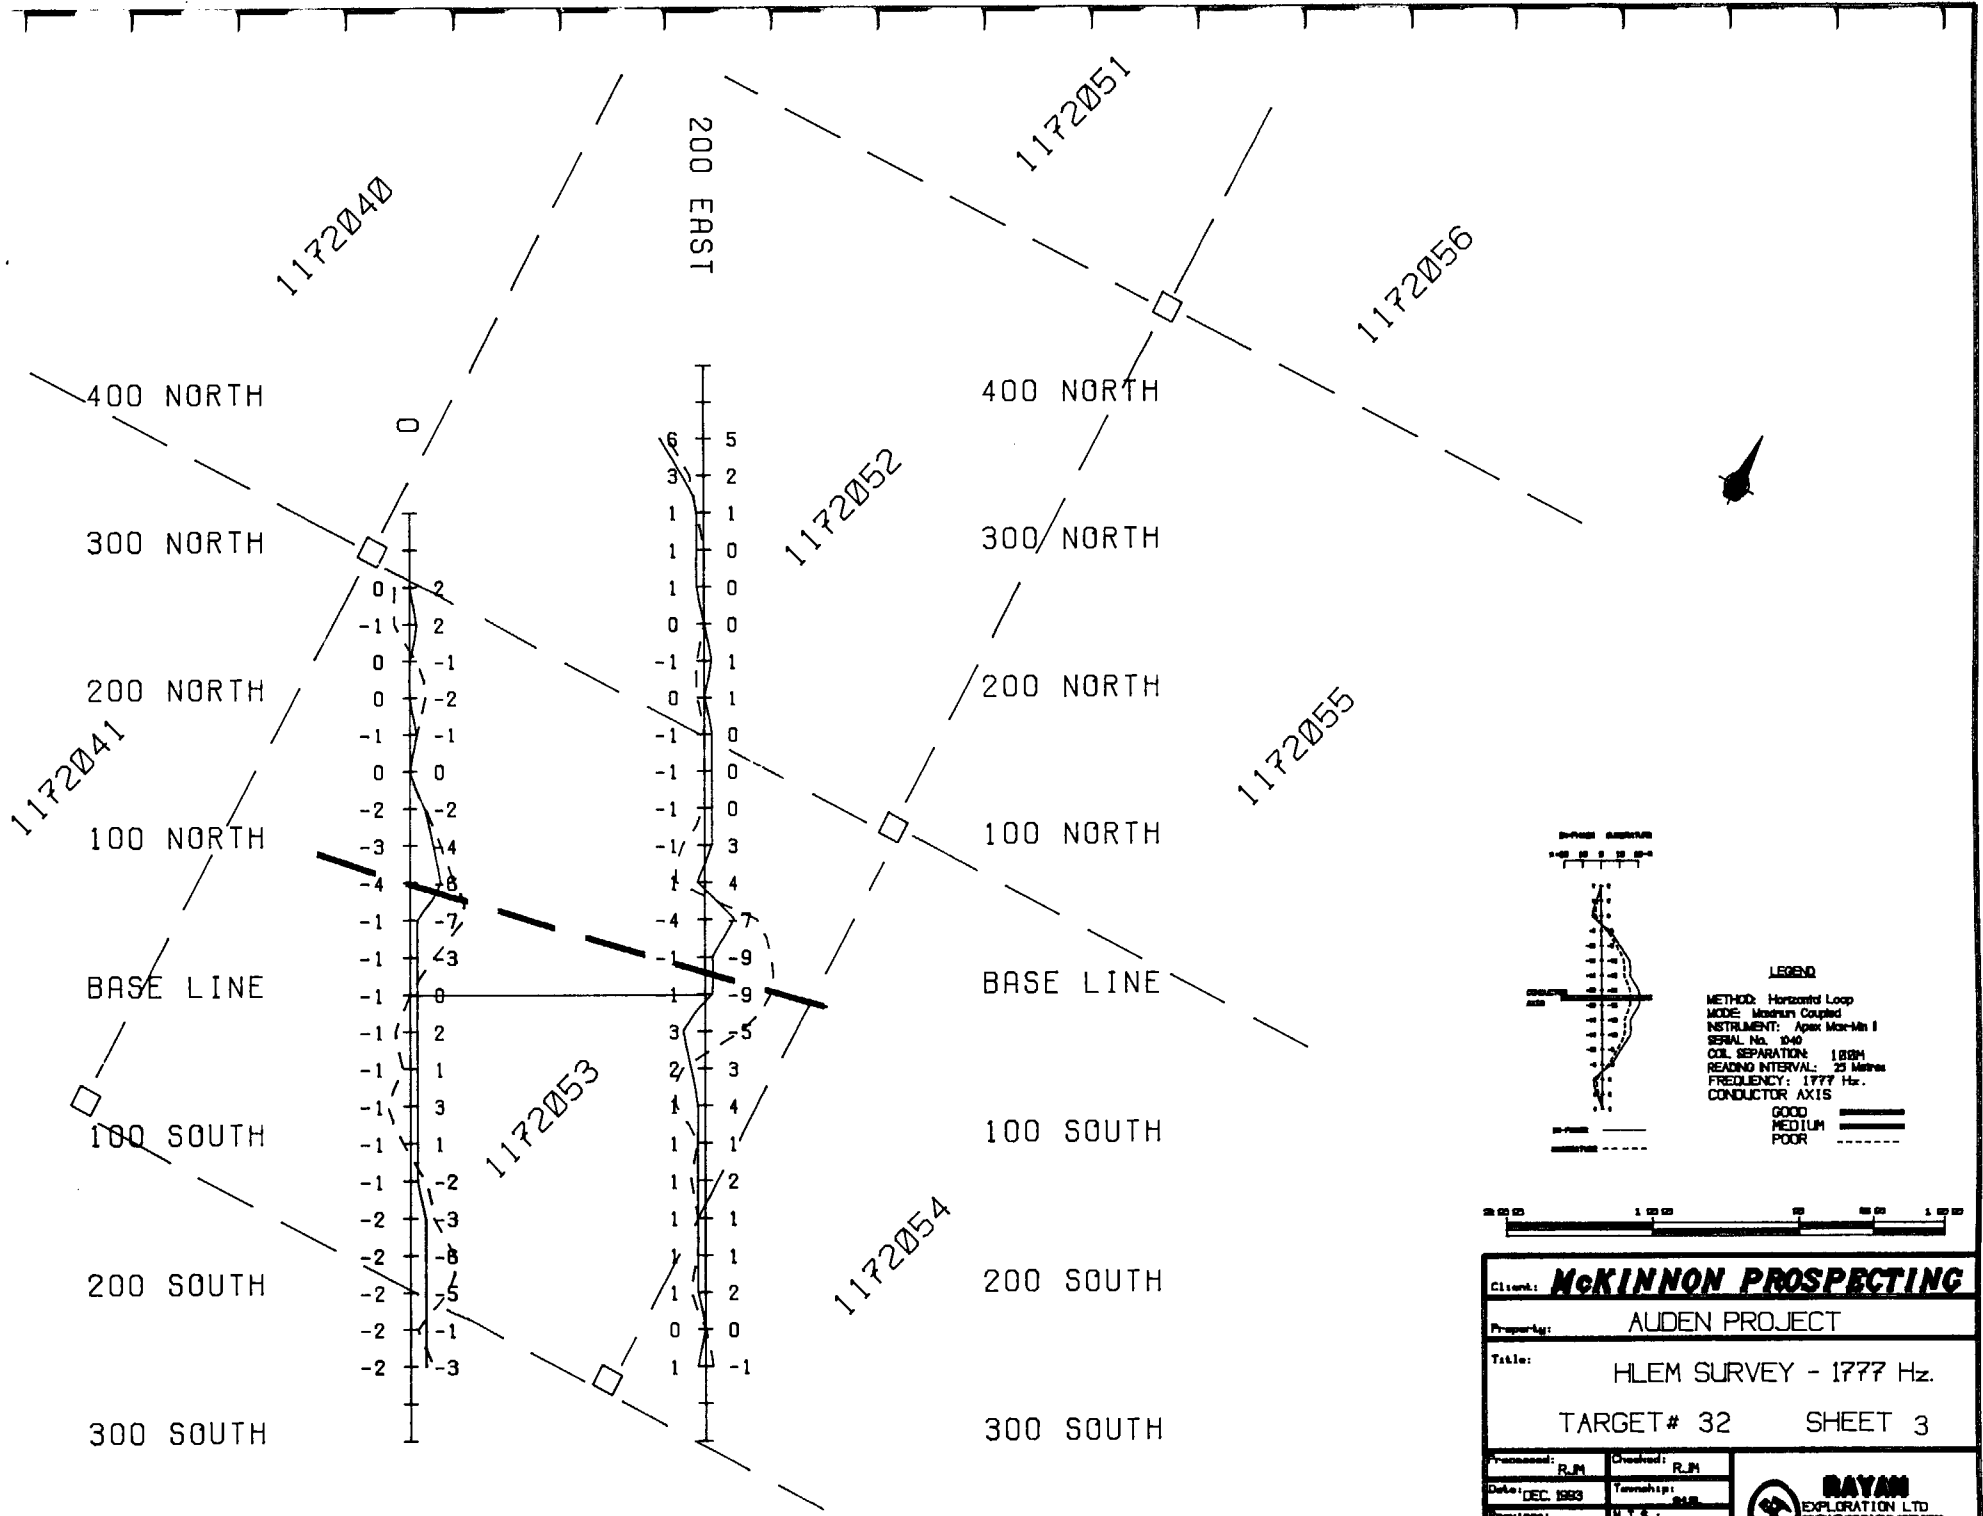 200 EAST
1172040
1172051
1172056
400 NORTH
0
400 NORTH
6 5
3 2
1 1
1172052
300 NORTH
300 NORTH
1 0
0 2
1 0
-1 2
0 0
0 -1
-1 1
200 NORTH
0 -2
0 1
200 NORTH
1172041
-1 -1
-1 0
1172055
0 0
-1 0
-2 -2
-1 0
100 NORTH
-3 -4
-1 3
100 NORTH
-4 -6
1 4
-1 -7
-4 -7
-1 -3
-1 -9
BASE LINE
-1 0
1 -9
BASE LINE
-1 2
3 -5
-1 1
2 3
1172053
-1 3
1 4
100 SOUTH
-1 1
1 1
100 SOUTH
-1 -2
1 2
-2 -3
1 1
1172054
-2 -6
1 1
200 SOUTH
-2 -5
1 2
200 SOUTH
-2 -1
0 0
-2 -3
1 -1
300 SOUTH
300 SOUTH
CONDUCTOR
AXIS
LEGEND
METHOD: Horizontal Loop
MODE: Maximum Coupled
INSTRUMENT: Apex Max-Min I
SERIAL No. 1040
COIL SEPARATION: 100M
READING INTERVAL: 25 Metres
FREQUENCY: 1777 Hz.
CONDUCTOR AXIS
GOOD
MEDIUM
POOR
IN-PHASE
QUADRATURE
Client: McKINNON PROSPECTING
Property: AUDEN PROJECT
Title: HLEM SURVEY - 1777 Hz.
TARGET# 32 SHEET 3
Processed: RJM
Checked: RJM
Date: DEC. 1993
Township:
RAYAN
EXPLORATION LTD